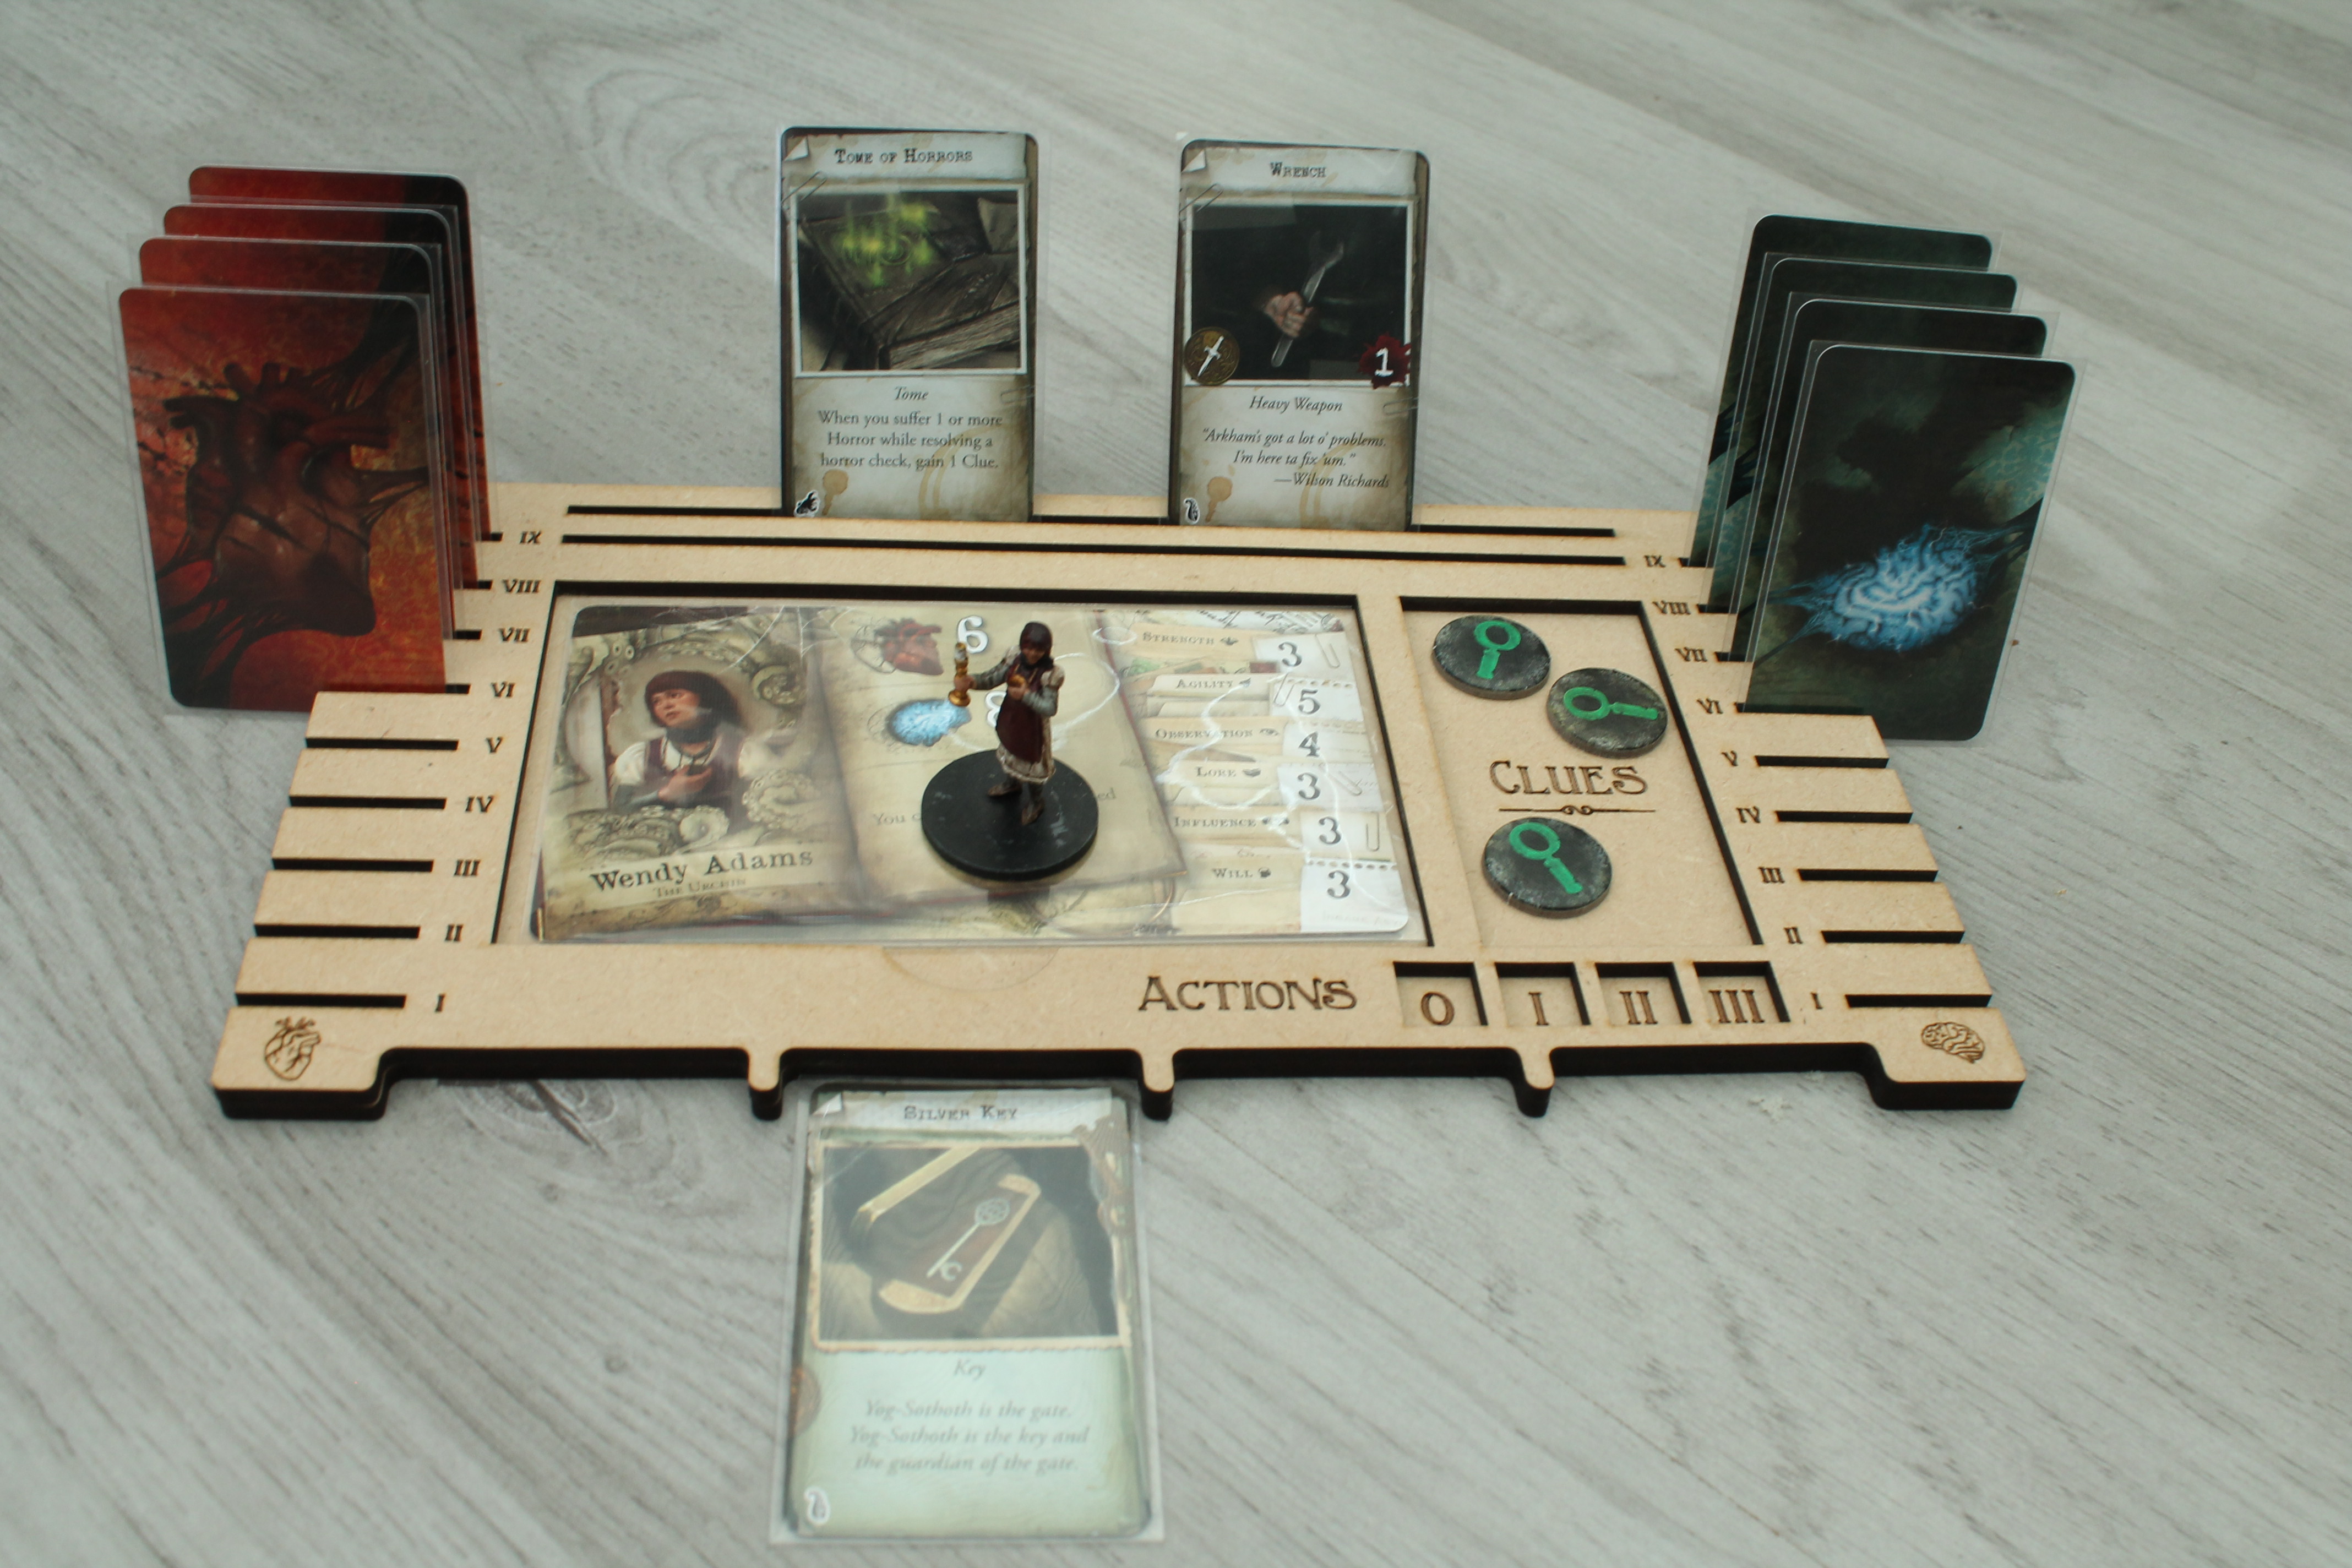 Tome of Horrors
Tome
When you suffer 1 or more
Horror while resolving a
horror check, gain 1 Clue.
Wrench
1
Heavy Weapon
"Arkham's got a lot o' problems.
I'm here ta fix 'um."
—Wilson Richards
IX
VIII
VII
VI
V
IV
III
II
I
Wendy Adams
The Urchin
6
8
You
ed
Strength 3
Agility 5
Observation 4
Lore 3
Influence 3
Will 3
Clues
IX
VIII
VII
VI
V
IV
III
II
I
Actions 0 I II III
Silver Key
Key
Yog-Sothoth is the gate.
Yog-Sothoth is the key and
the guardian of the gate.